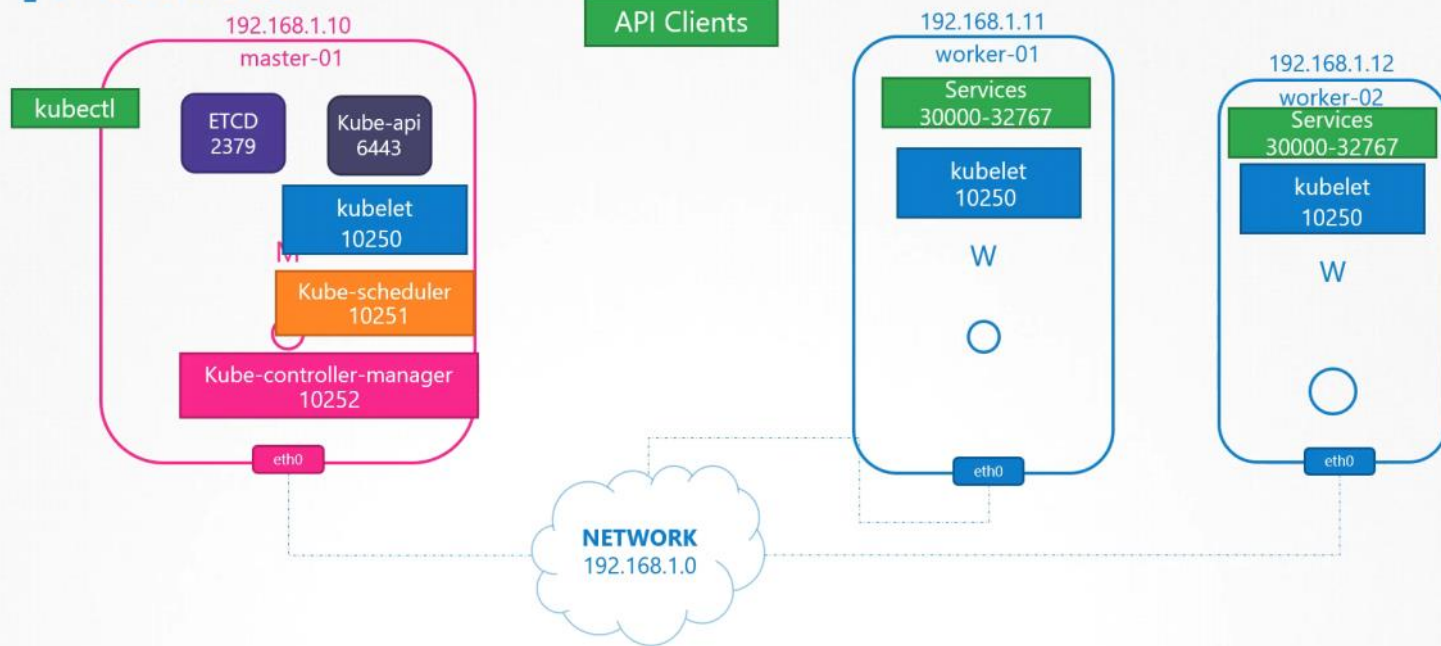 192.168.1.10
master-01
kubectl
ETCD
2379
Kube-api
6443
kubelet
10250
M
Kube-scheduler
10251
Kube-controller-manager
10252
eth0
API Clients
192.168.1.11
worker-01
Services
30000-32767
kubelet
10250
W
eth0
192.168.1.12
worker-02
Services
30000-32767
kubelet
10250
W
eth0
NETWORK
192.168.1.0